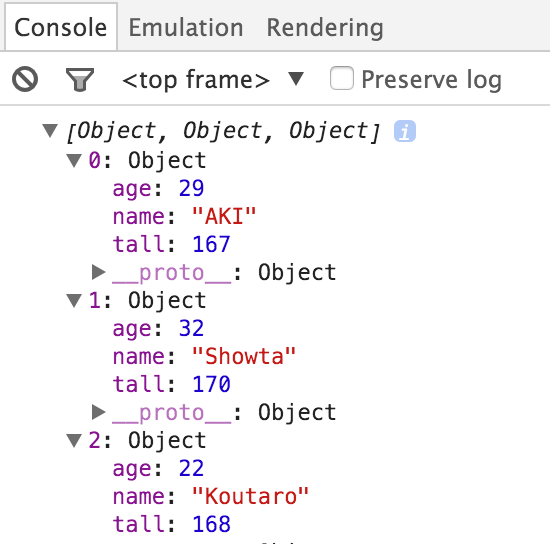 Console Emulation Rendering
<top frame> ▼ Preserve log
▼ [Object, Object, Object] i
▼ 0: Object
age: 29
name: "AKI"
tall: 167
▶ __proto__: Object
▼ 1: Object
age: 32
name: "Showta"
tall: 170
▶ __proto__: Object
▼ 2: Object
age: 22
name: "Koutaro"
tall: 168